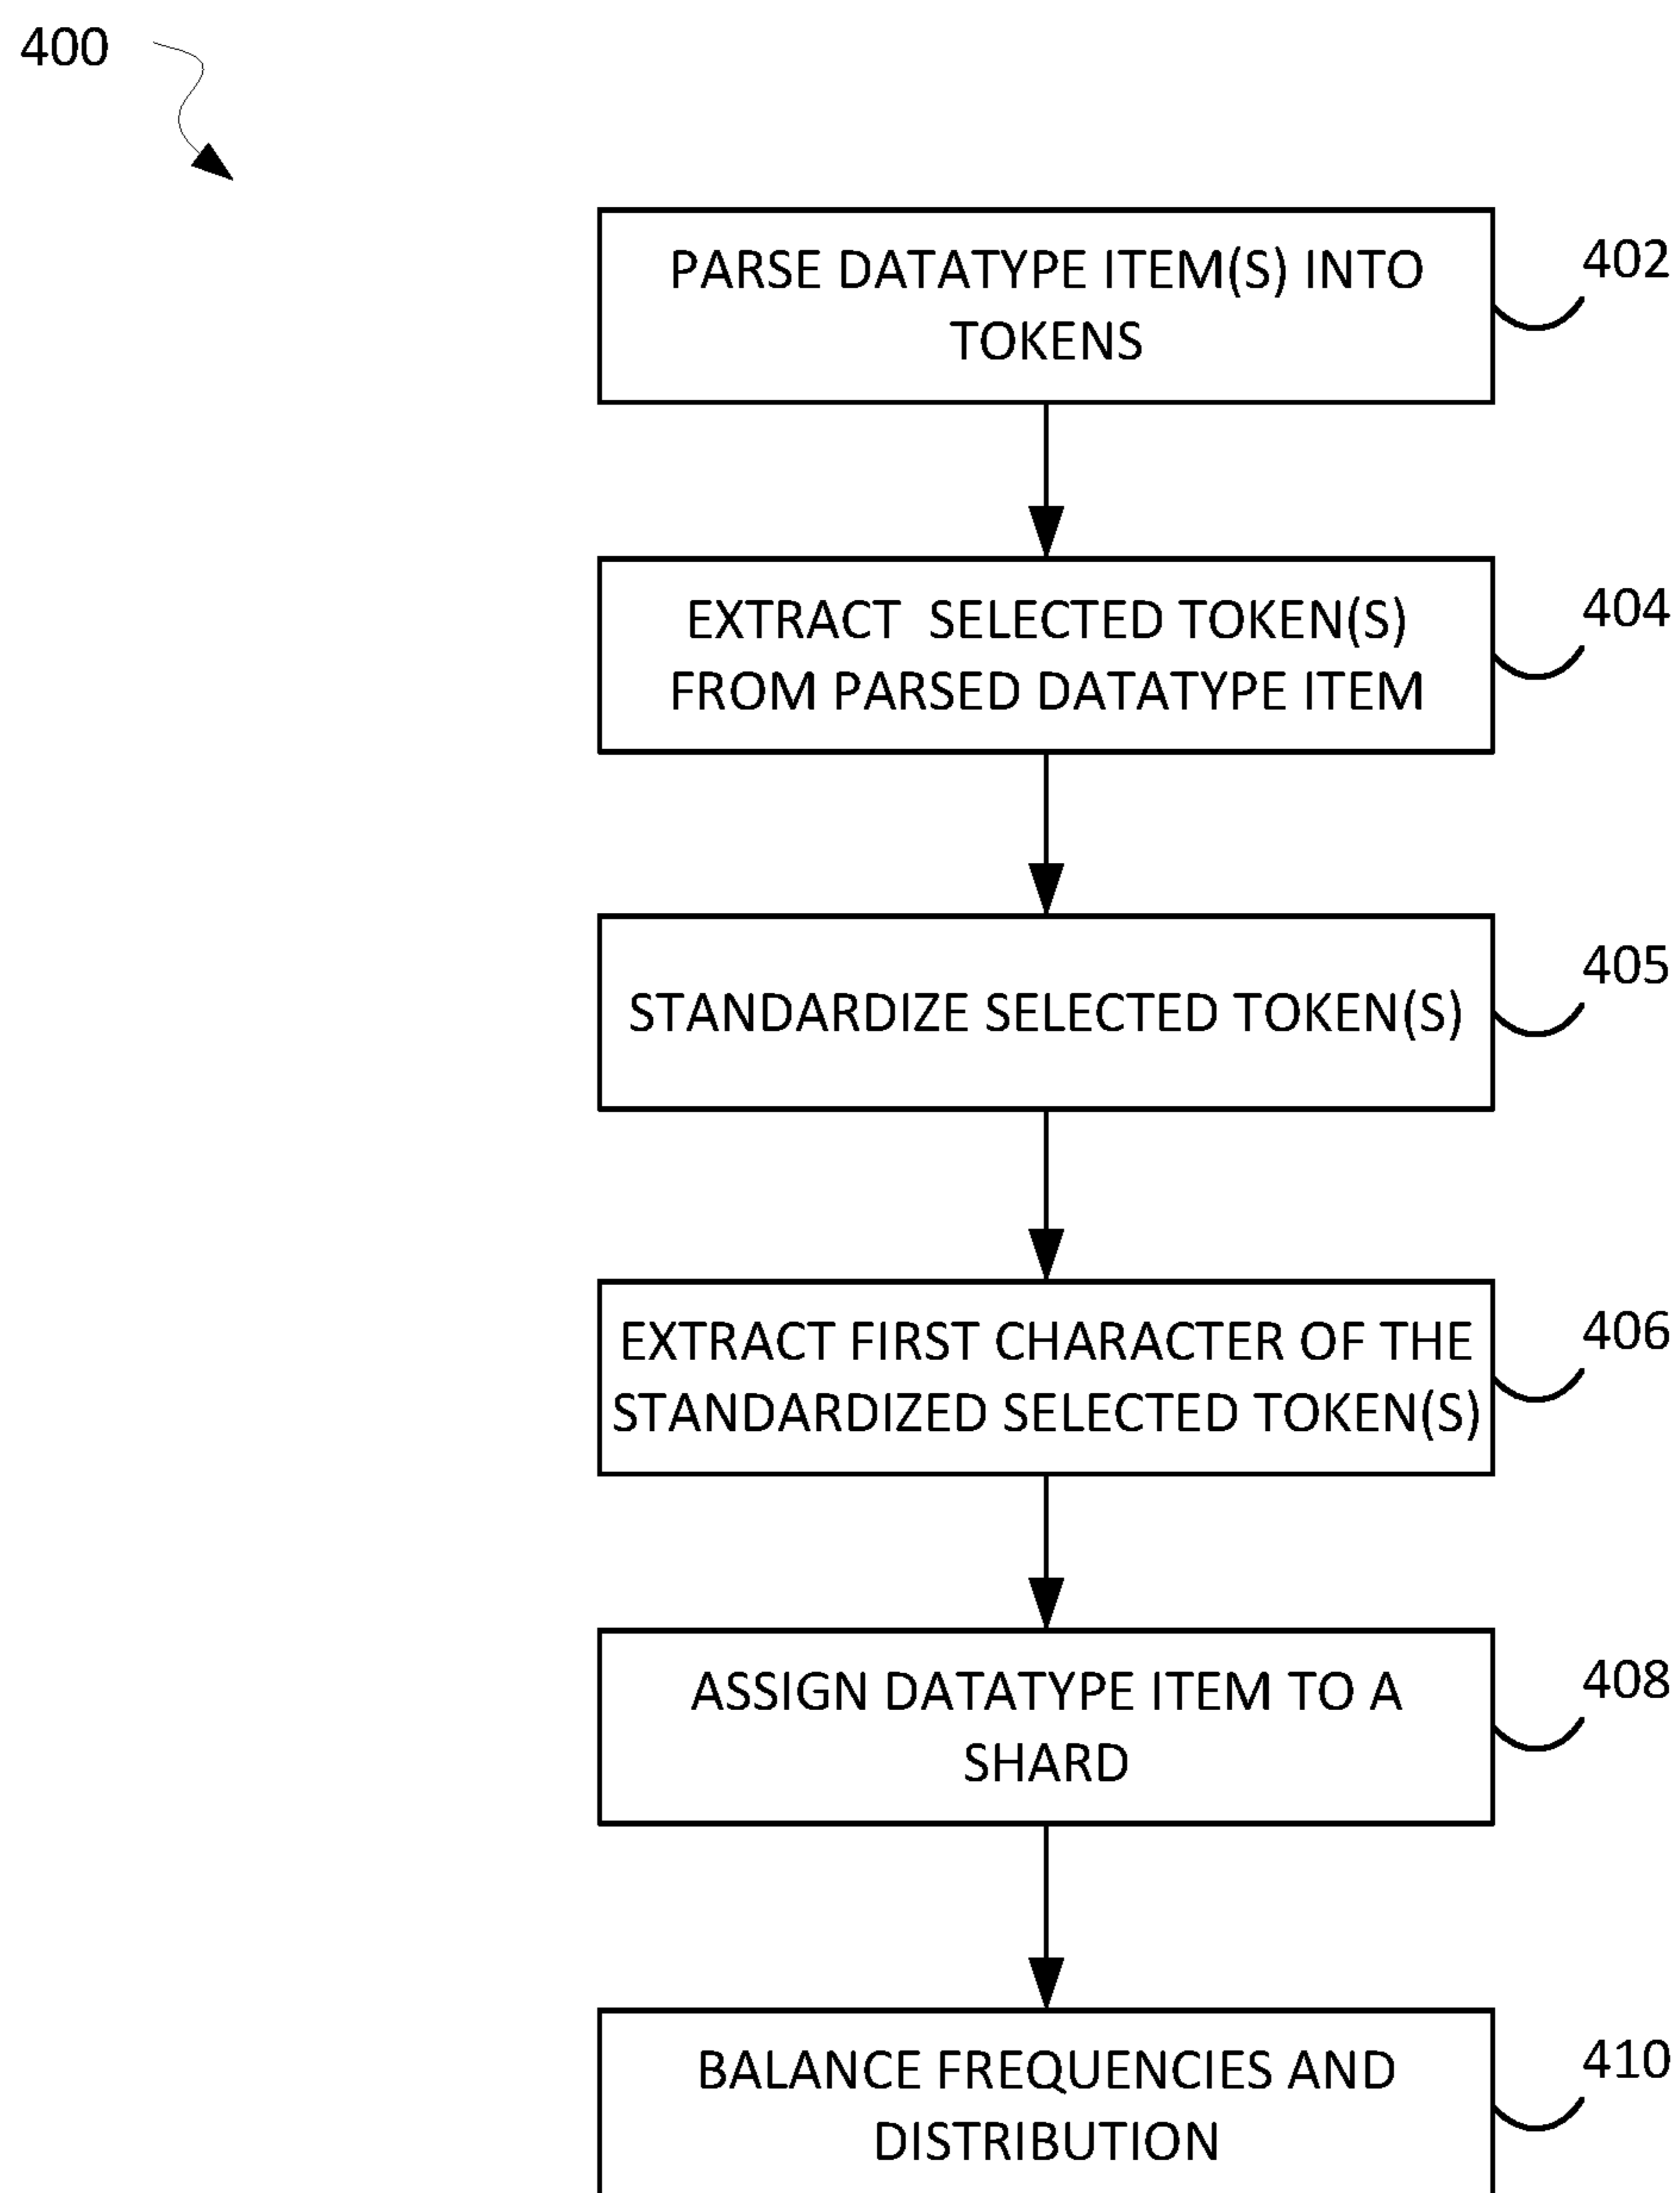 400
PARSE DATATYPE ITEM(S) INTO
TOKENS
402
EXTRACT SELECTED TOKEN(S)
FROM PARSED DATATYPE ITEM
404
STANDARDIZE SELECTED TOKEN(S)
405
EXTRACT FIRST CHARACTER OF THE
STANDARDIZED SELECTED TOKEN(S)
406
ASSIGN DATATYPE ITEM TO A
SHARD
408
BALANCE FREQUENCIES AND
DISTRIBUTION
410